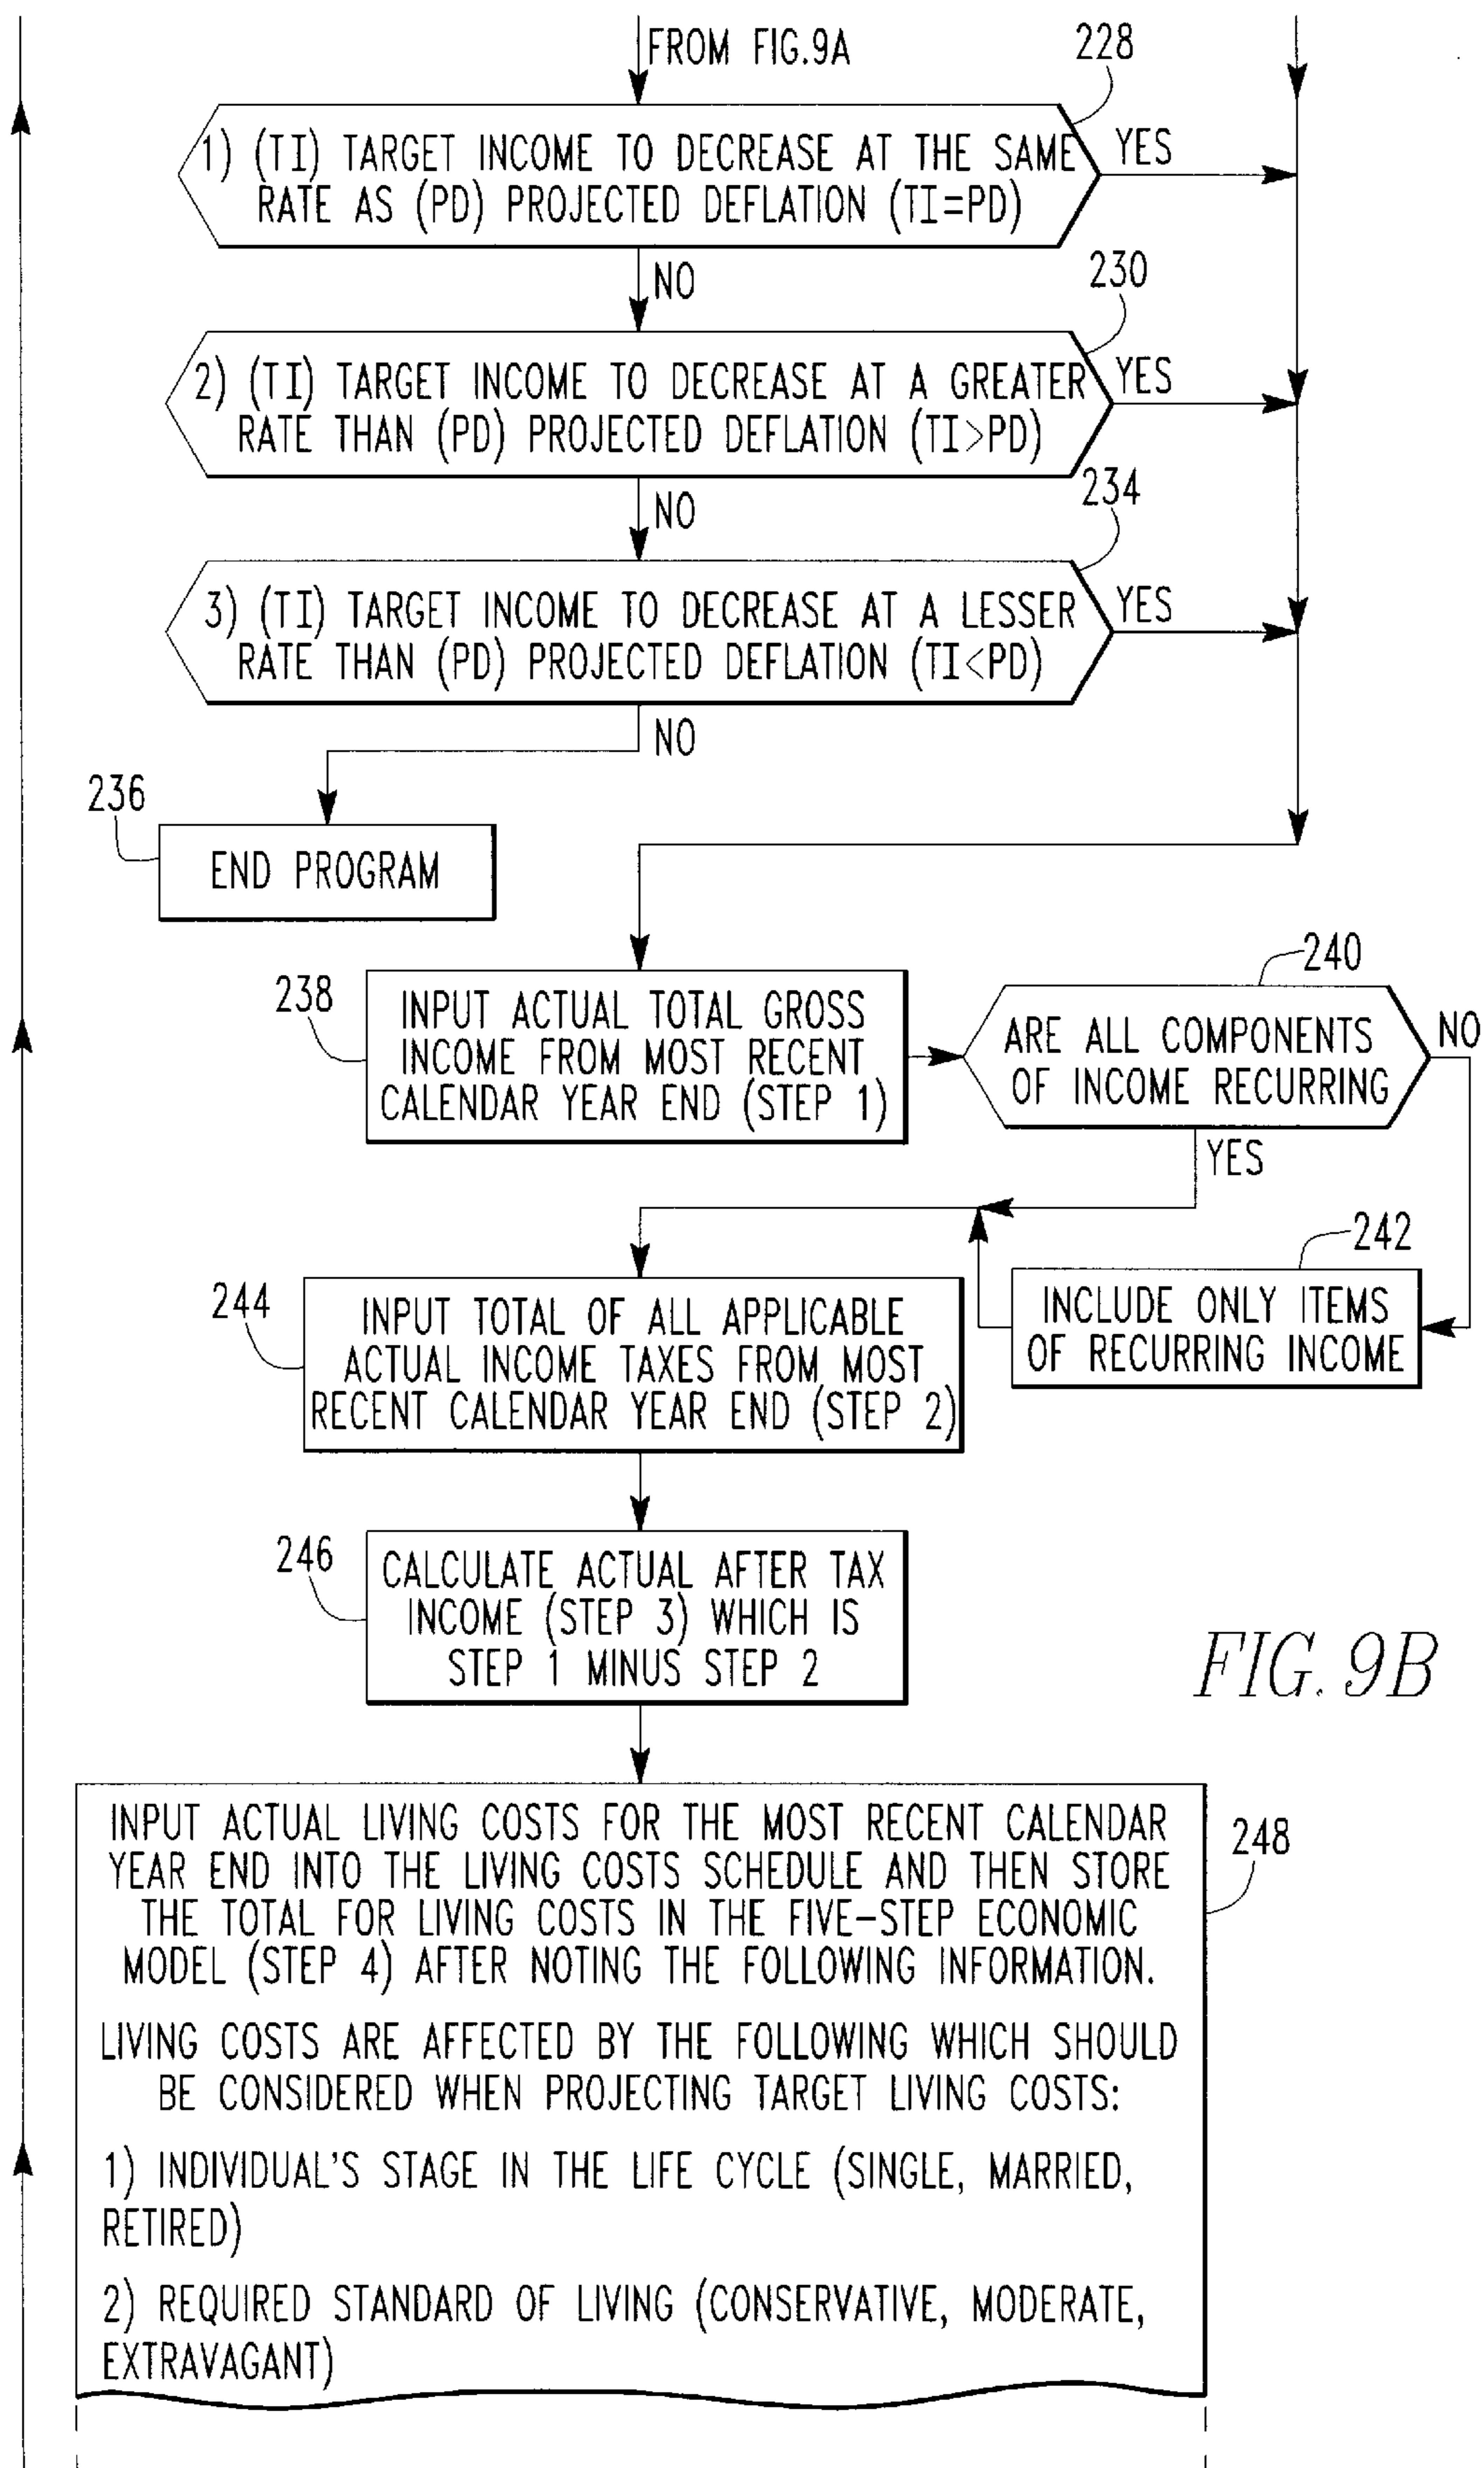 FROM FIG.9A
228
1) (TI) TARGET INCOME TO DECREASE AT THE SAME
RATE AS (PD) PROJECTED DEFLATION (TI=PD)
YES
NO
230
2) (TI) TARGET INCOME TO DECREASE AT A GREATER
RATE THAN (PD) PROJECTED DEFLATION (TI>PD)
YES
NO
234
3) (TI) TARGET INCOME TO DECREASE AT A LESSER
RATE THAN (PD) PROJECTED DEFLATION (TI<PD)
YES
NO
236
END PROGRAM
238
INPUT ACTUAL TOTAL GROSS
INCOME FROM MOST RECENT
CALENDAR YEAR END (STEP 1)
240
ARE ALL COMPONENTS
OF INCOME RECURRING
NO
YES
242
INCLUDE ONLY ITEMS
OF RECURRING INCOME
244
INPUT TOTAL OF ALL APPLICABLE
ACTUAL INCOME TAXES FROM MOST
RECENT CALENDAR YEAR END (STEP 2)
246
CALCULATE ACTUAL AFTER TAX
INCOME (STEP 3) WHICH IS
STEP 1 MINUS STEP 2
FIG. 9B
248
INPUT ACTUAL LIVING COSTS FOR THE MOST RECENT CALENDAR
YEAR END INTO THE LIVING COSTS SCHEDULE AND THEN STORE
THE TOTAL FOR LIVING COSTS IN THE FIVE-STEP ECONOMIC
MODEL (STEP 4) AFTER NOTING THE FOLLOWING INFORMATION.
LIVING COSTS ARE AFFECTED BY THE FOLLOWING WHICH SHOULD
BE CONSIDERED WHEN PROJECTING TARGET LIVING COSTS:
1) INDIVIDUAL'S STAGE IN THE LIFE CYCLE (SINGLE, MARRIED,
RETIRED)
2) REQUIRED STANDARD OF LIVING (CONSERVATIVE, MODERATE,
EXTRAVAGANT)